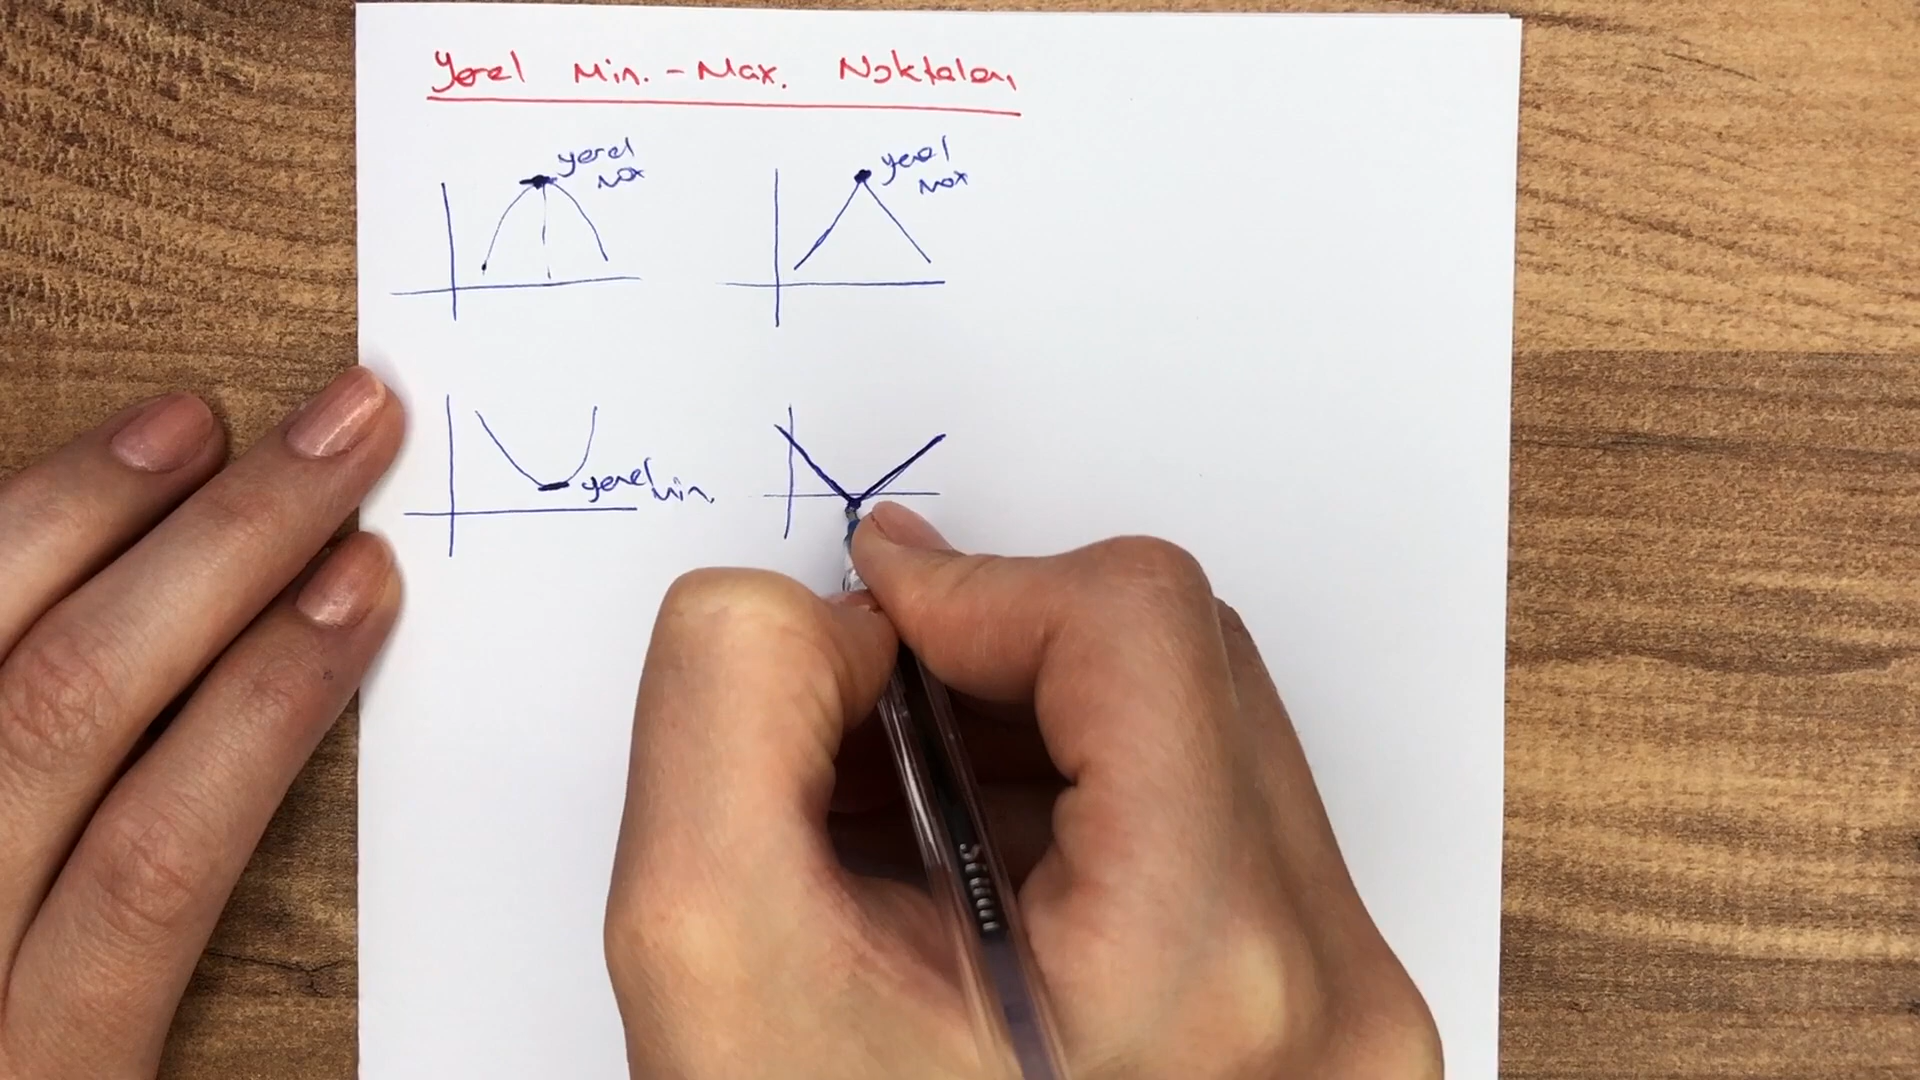 Yerel Min. - Max. Noktaları
yerel
Max
yerel
Max
yerel
Min.